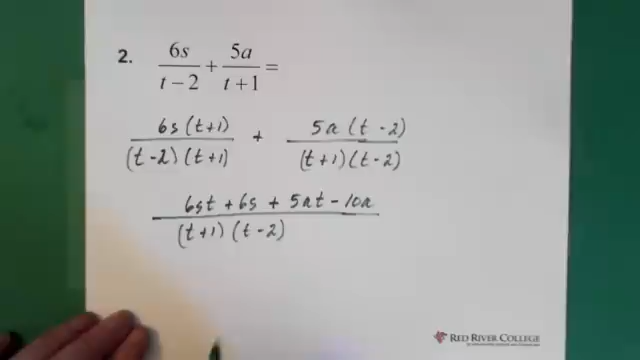 2. 6s/(t − 2) + 5a/(t + 1) =
6s(t+1)/((t-2)(t+1)) + 5a(t-2)/((t+1)(t-2))
(6st + 6s + 5at - 10a)/((t+1)(t-2))
RED RIVER COLLEGE